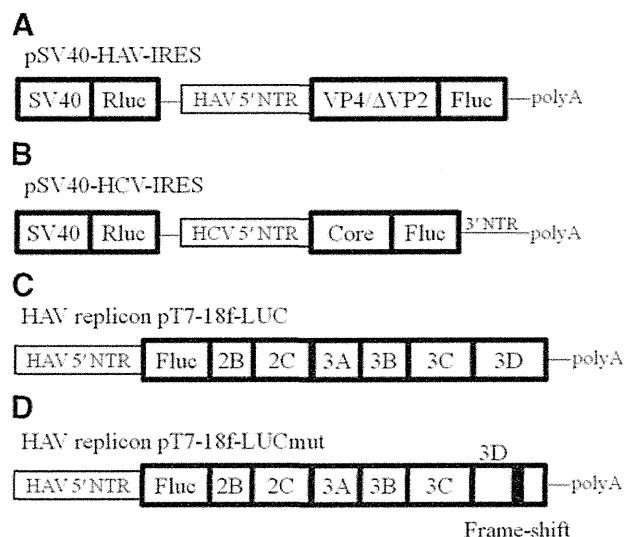 A
pSV40-HAV-IRES
SV40 Rluc HAV 5'NTR VP4/ΔVP2 Fluc polyA
B
pSV40-HCV-IRES
SV40 Rluc HCV 5'NTR Core Fluc 3'NTR polyA
C
HAV replicon pT7-18f-LUC
HAV 5'NTR Fluc 2B 2C 3A 3B 3C 3D polyA
D
HAV replicon pT7-18f-LUCmut
3D
HAV 5'NTR Fluc 2B 2C 3A 3B 3C polyA
Frame-shift